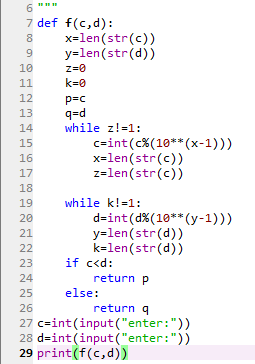 6 """
7 def f(c,d):
8     x=len(str(c))
9     y=len(str(d))
10     z=0
11     k=0
12     p=c
13     q=d
14     while z!=1:
15         c=int(c%(10**(x-1)))
16         x=len(str(c))
17         z=len(str(c))
18
19     while k!=1:
20         d=int(d%(10**(y-1)))
21         y=len(str(d))
22         k=len(str(d))
23     if c<d:
24         return p
25     else:
26         return q
27 c=int(input("enter:"))
28 d=int(input("enter:"))
29 print(f(c,d))